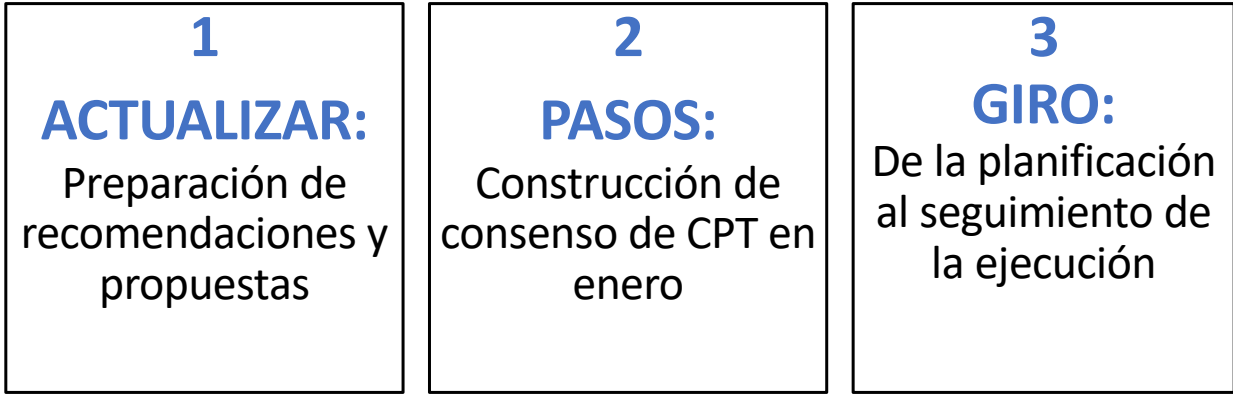 1
ACTUALIZAR:
Preparación de
recomendaciones y
propuestas
2
PASOS:
Construcción de
consenso de CPT en
enero
3
GIRO:
De la planificación
al seguimiento de
la ejecución